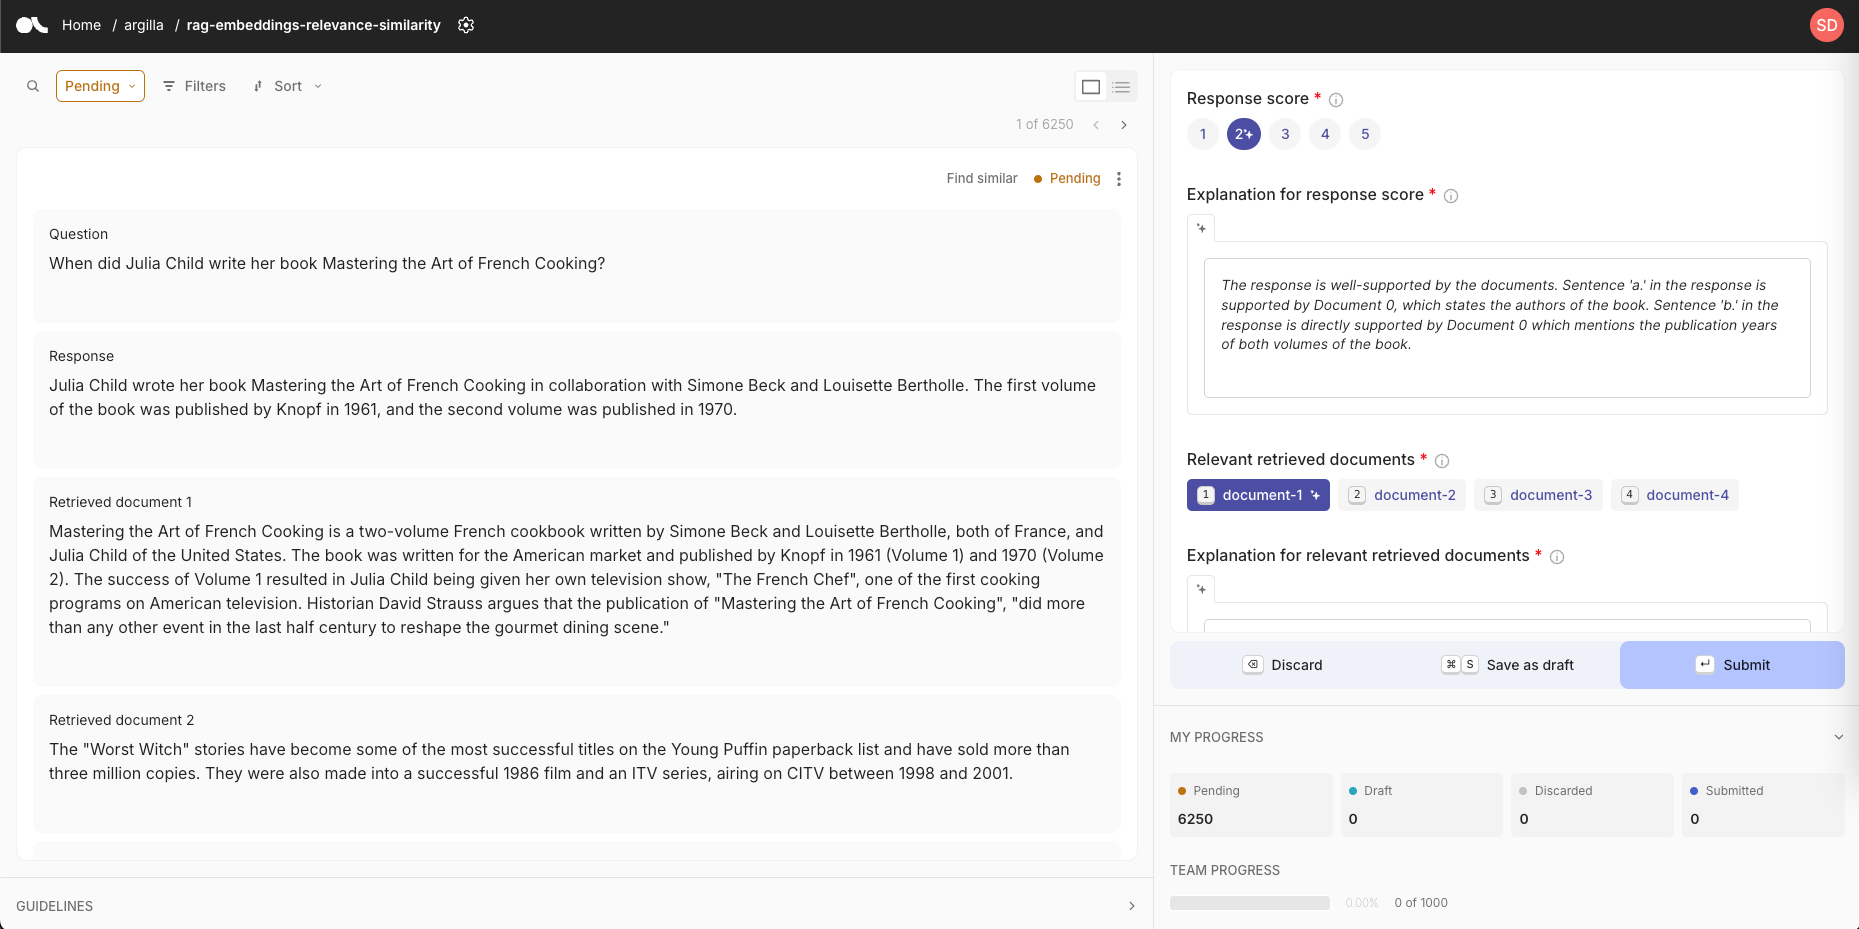 Home / argilla / rag-embeddings-relevance-similarity
SD
Pending
Filters
Sort
1 of 6250
Find similar
Pending
Question
When did Julia Child write her book Mastering the Art of French Cooking?
Response
Julia Child wrote her book Mastering the Art of French Cooking in collaboration with Simone Beck and Louisette Bertholle. The first volume
of the book was published by Knopf in 1961, and the second volume was published in 1970.
Retrieved document 1
Mastering the Art of French Cooking is a two-volume French cookbook written by Simone Beck and Louisette Bertholle, both of France, and
Julia Child of the United States. The book was written for the American market and published by Knopf in 1961 (Volume 1) and 1970 (Volume
2). The success of Volume 1 resulted in Julia Child being given her own television show, "The French Chef", one of the first cooking
programs on American television. Historian David Strauss argues that the publication of "Mastering the Art of French Cooking", "did more
than any other event in the last half century to reshape the gourmet dining scene."
Retrieved document 2
The "Worst Witch" stories have become some of the most successful titles on the Young Puffin paperback list and have sold more than
three million copies. They were also made into a successful 1986 film and an ITV series, airing on CITV between 1998 and 2001.
GUIDELINES
Response score *
1 2 3 4 5
Explanation for response score *
The response is well-supported by the documents. Sentence 'a.' in the response is
supported by Document 0, which states the authors of the book. Sentence 'b.' in the
response is directly supported by Document 0 which mentions the publication years
of both volumes of the book.
Relevant retrieved documents *
1 document-1 2 document-2 3 document-3 4 document-4
Explanation for relevant retrieved documents *
Discard ⌘ S Save as draft Submit
MY PROGRESS
Pending
6250
Draft
0
Discarded
0
Submitted
0
TEAM PROGRESS
0.00% 0 of 1000